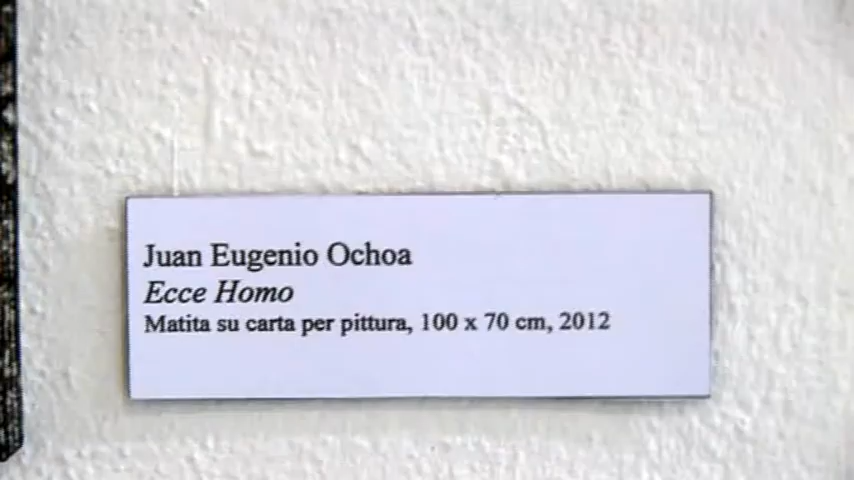 Juan Eugenio Ochoa
Ecce Homo
Matita su carta per pittura, 100 x 70 cm, 2012